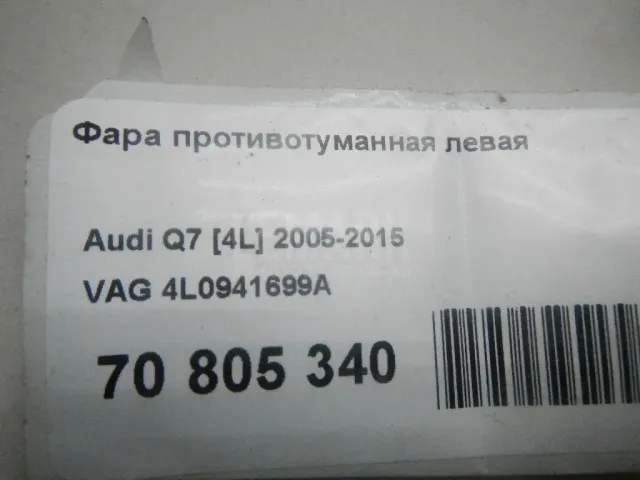 Фара противотуманная левая
Audi Q7 [4L] 2005-2015
VAG 4L0941699A
70 805 340